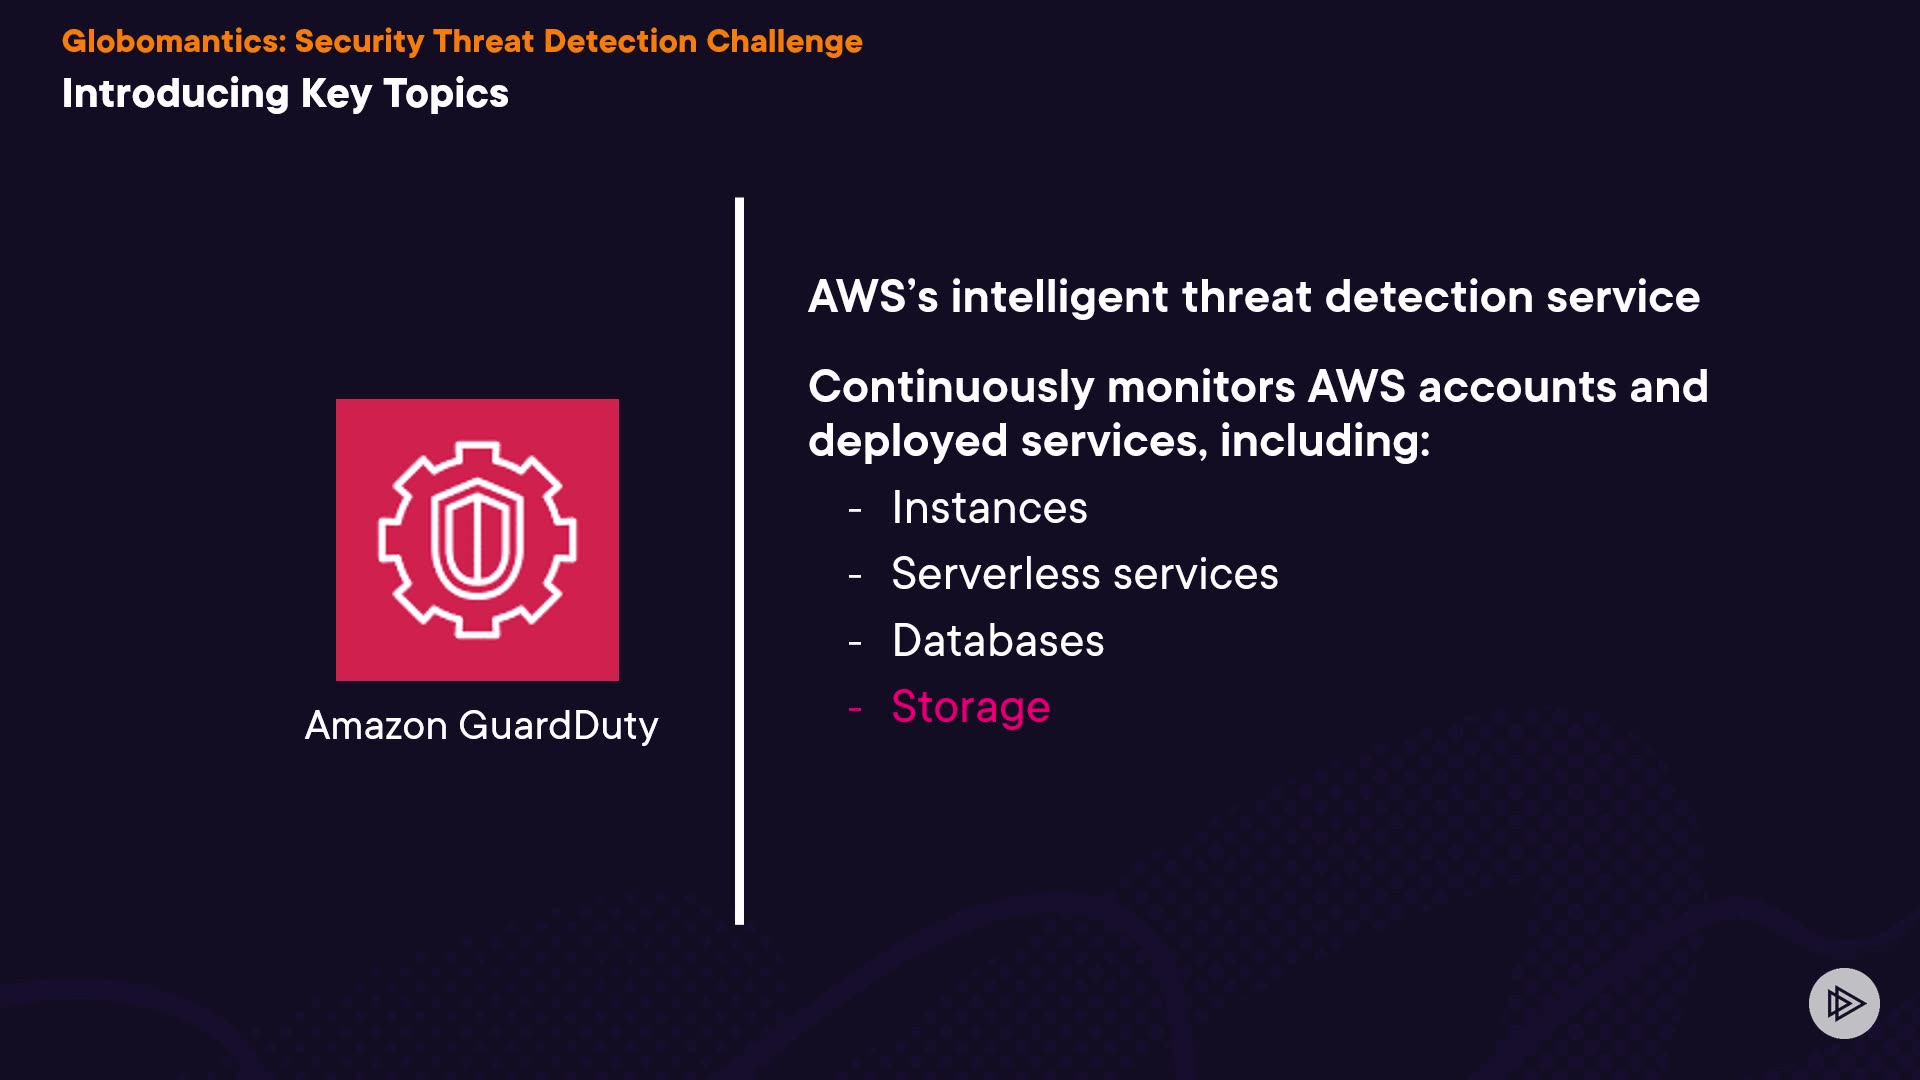 Globomantics: Security Threat Detection Challenge
Introducing Key Topics
Amazon GuardDuty
AWS’s intelligent threat detection service
Continuously monitors AWS accounts and
deployed services, including:
- Instances
- Serverless services
- Databases
- Storage